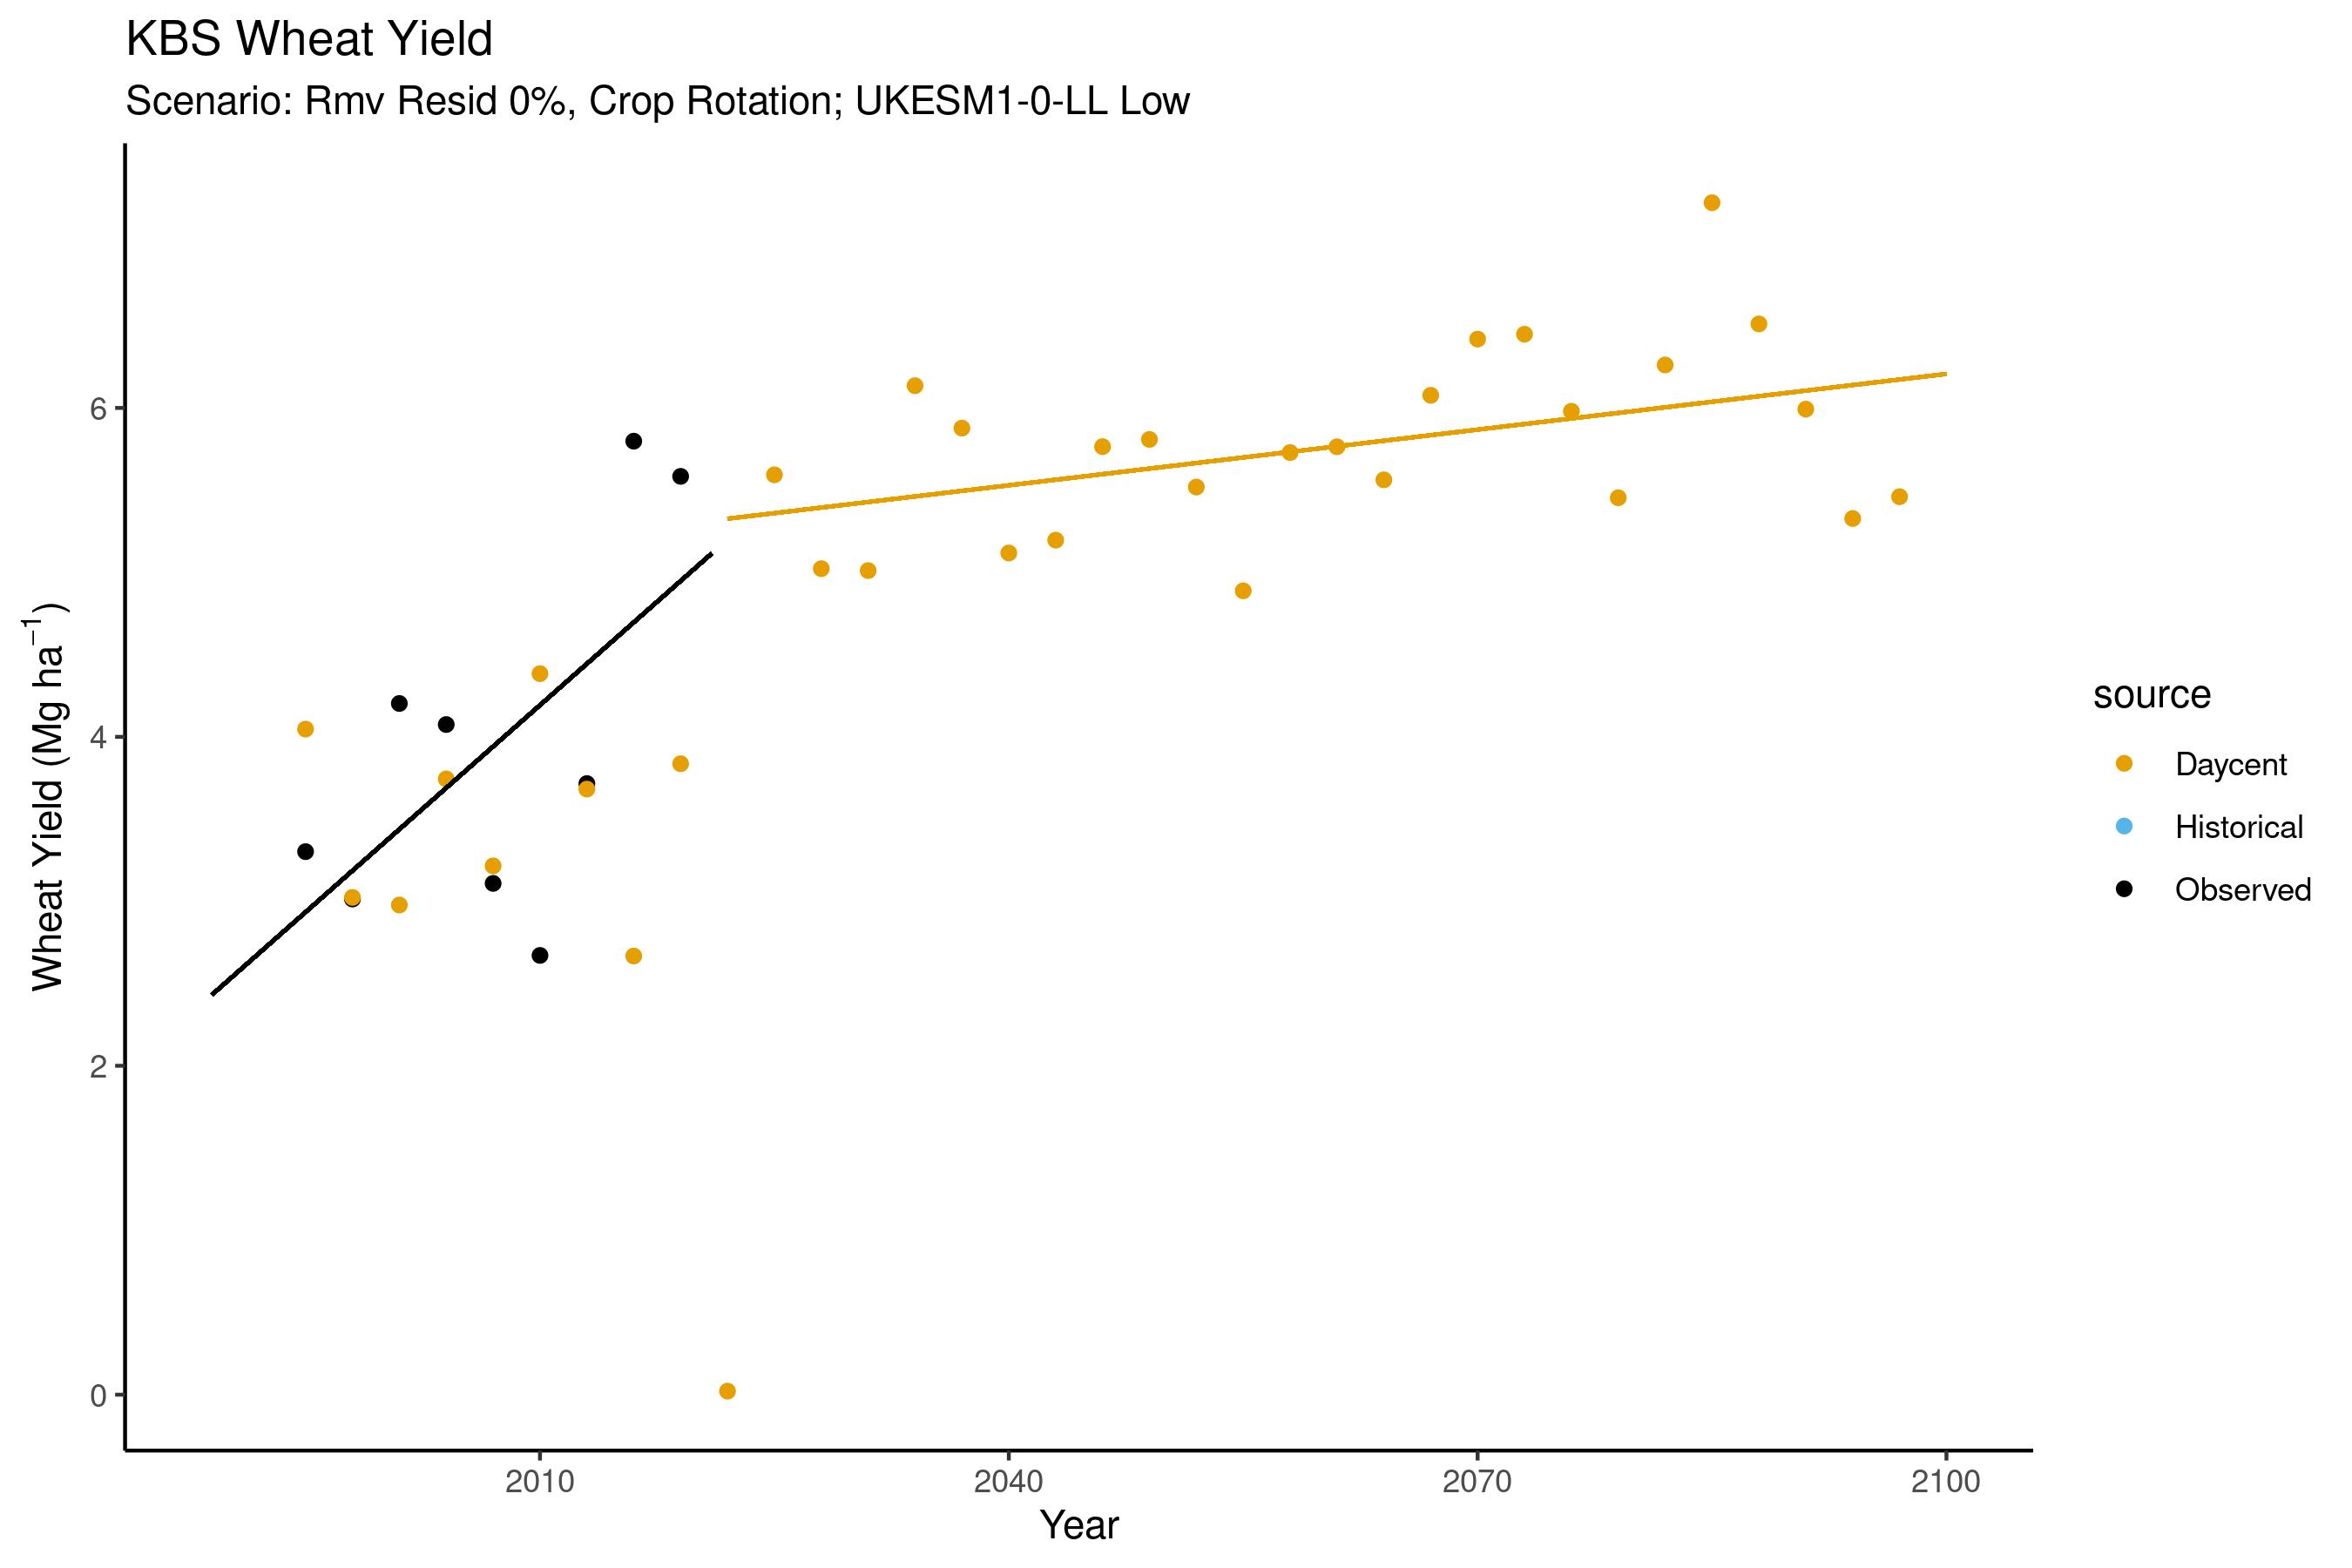 KBS Wheat Yield
Scenario: Rmv Resid 0%, Crop Rotation; UKESM1-0-LL Low
Wheat Yield (Mg ha⁻¹)
6
4
2
0
2010
2040
2070
2100
Year
source
Daycent
Historical
Observed